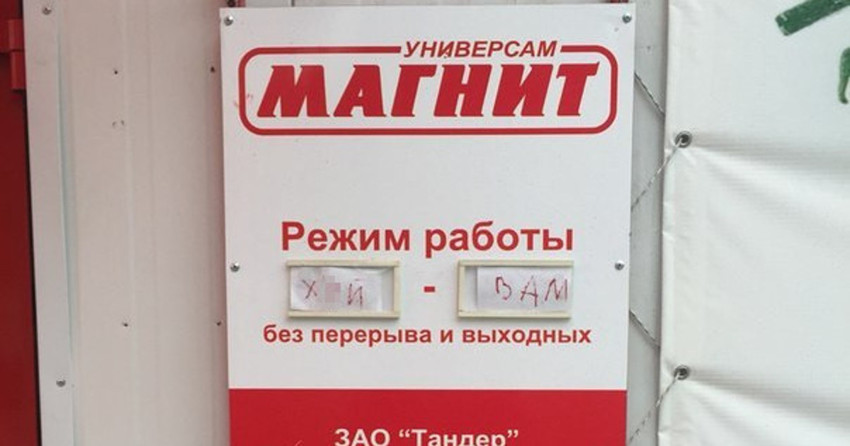 УНИВЕРСАМ
МАГНИТ
Режим работы
- ВАМ
без перерыва и выходных
ЗАО “Тандер”